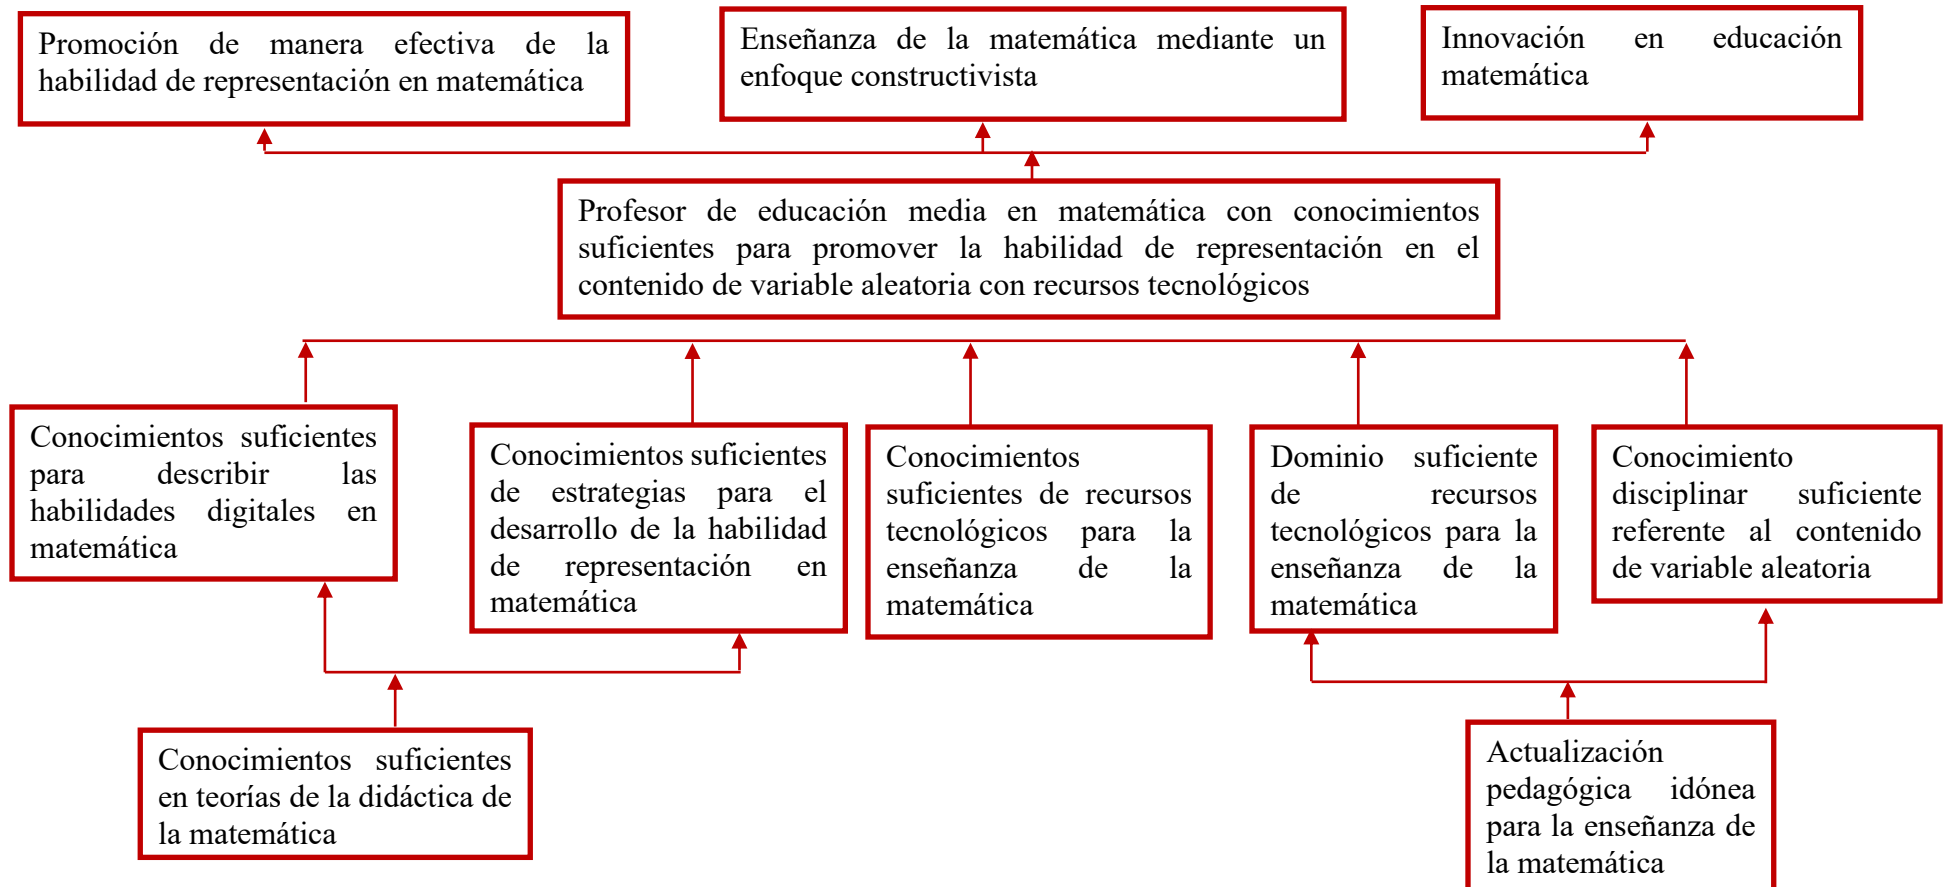 Promoción de manera efectiva de la
habilidad de representación en matemática
Enseñanza de la matemática mediante un
enfoque constructivista
Innovación en educación
matemática
Profesor de educación media en matemática con conocimientos
suficientes para promover la habilidad de representación en el
contenido de variable aleatoria con recursos tecnológicos
Conocimientos suficientes
para describir las
habilidades digitales en
matemática
Conocimientos suficientes
de estrategias para el
desarrollo de la habilidad
de representación en
matemática
Conocimientos
suficientes de recursos
tecnológicos para la
enseñanza de la
matemática
Dominio suficiente
de recursos
tecnológicos para la
enseñanza de la
matemática
Conocimiento
disciplinar suficiente
referente al contenido
de variable aleatoria
Conocimientos suficientes
en teorías de la didáctica de
la matemática
Actualización
pedagógica idónea
para la enseñanza de
la matemática